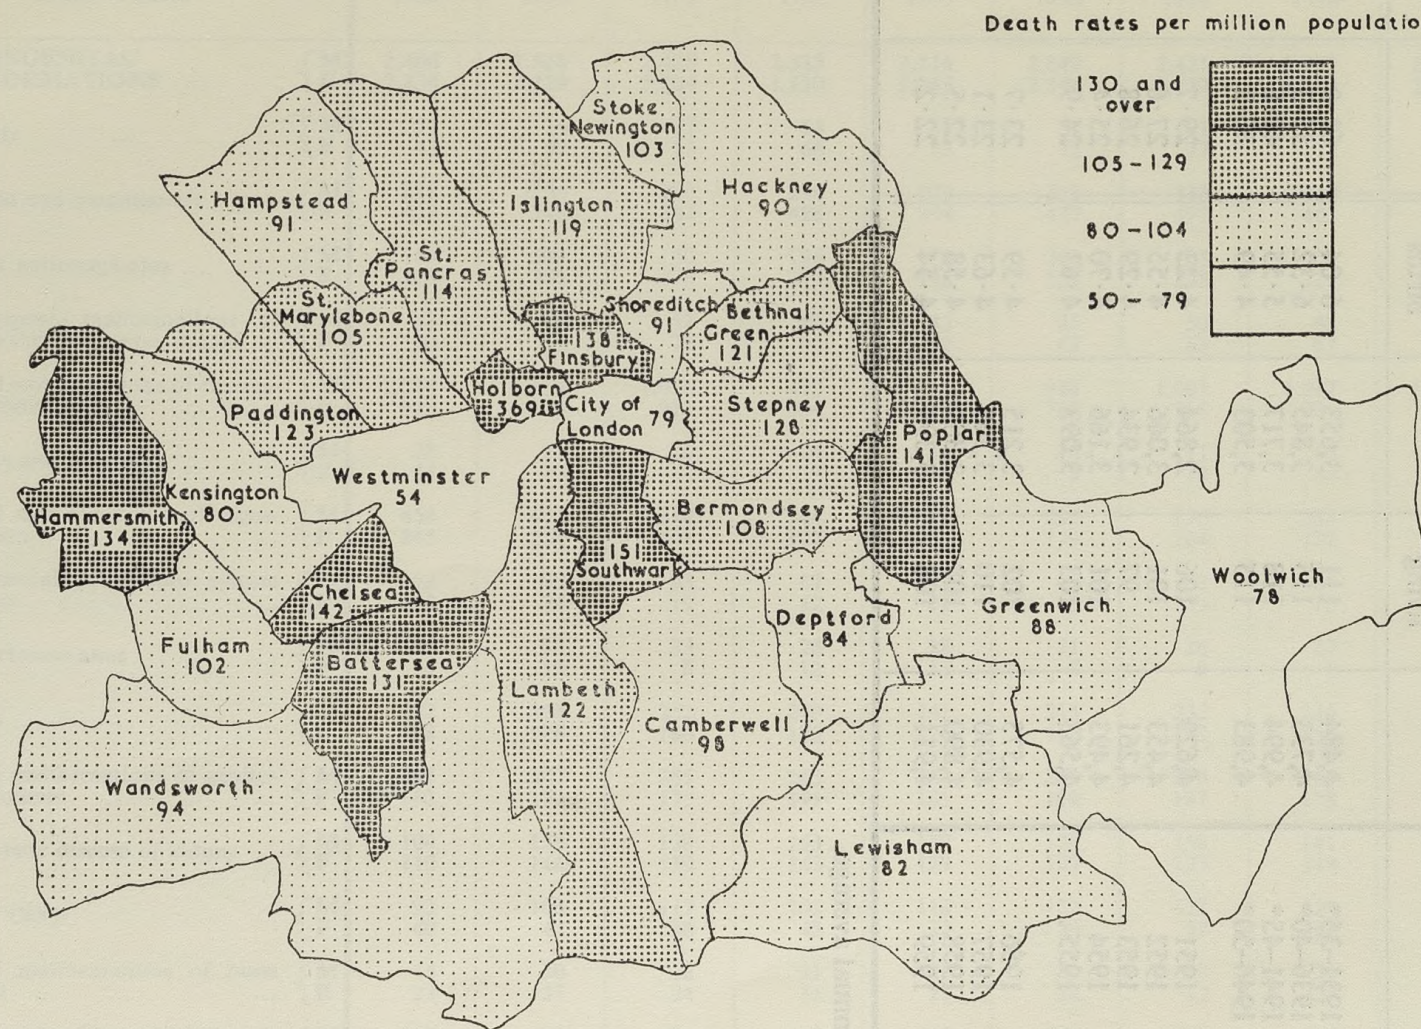 Death rates per million populatio
130 and
over
105-129
80-104
50-79
Stoke
Newington
103
Hackney
90
Hampstead
91
Islington
119
St.
Pancras
114
St.
Marylebone
105
Shoreditch
91
Bethnal
Green
121
138
Finsbury
Holborn
369
City of
London
79
Paddington
123
Stepney
128
Poplar
141
Westminster
54
Kensington
80
Hammersmith
134
Bermondsey
108
151
Southwark
Chelsea
142
Woolwich
78
Greenwich
88
Deptford
84
Fulham
102
Battersea
131
Lambeth
122
Camberwell
98
Wandsworth
94
Lewisham
82